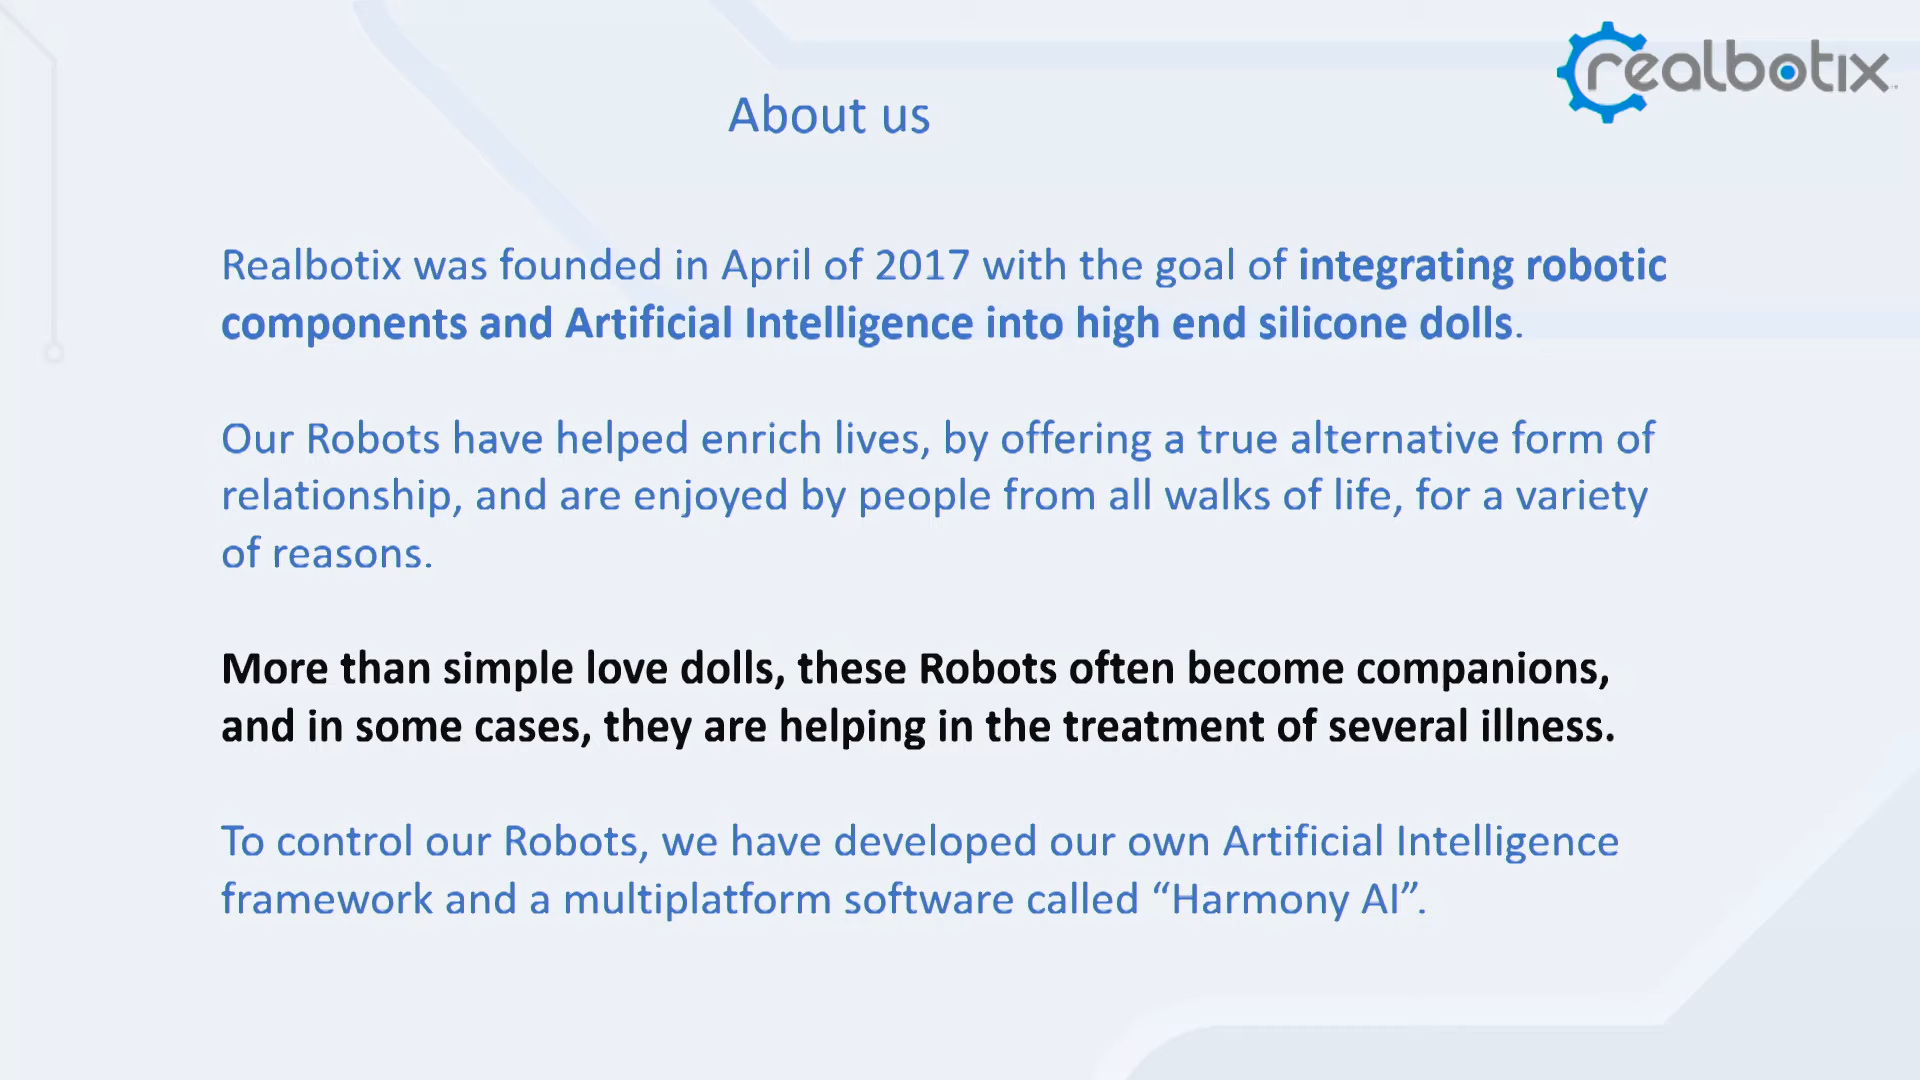 realbotix
About us
Realbotix was founded in April of 2017 with the goal of integrating robotic
components and Artificial Intelligence into high end silicone dolls.
Our Robots have helped enrich lives, by offering a true alternative form of
relationship, and are enjoyed by people from all walks of life, for a variety
of reasons.
More than simple love dolls, these Robots often become companions,
and in some cases, they are helping in the treatment of several illness.
To control our Robots, we have developed our own Artificial Intelligence
framework and a multiplatform software called “Harmony AI”.